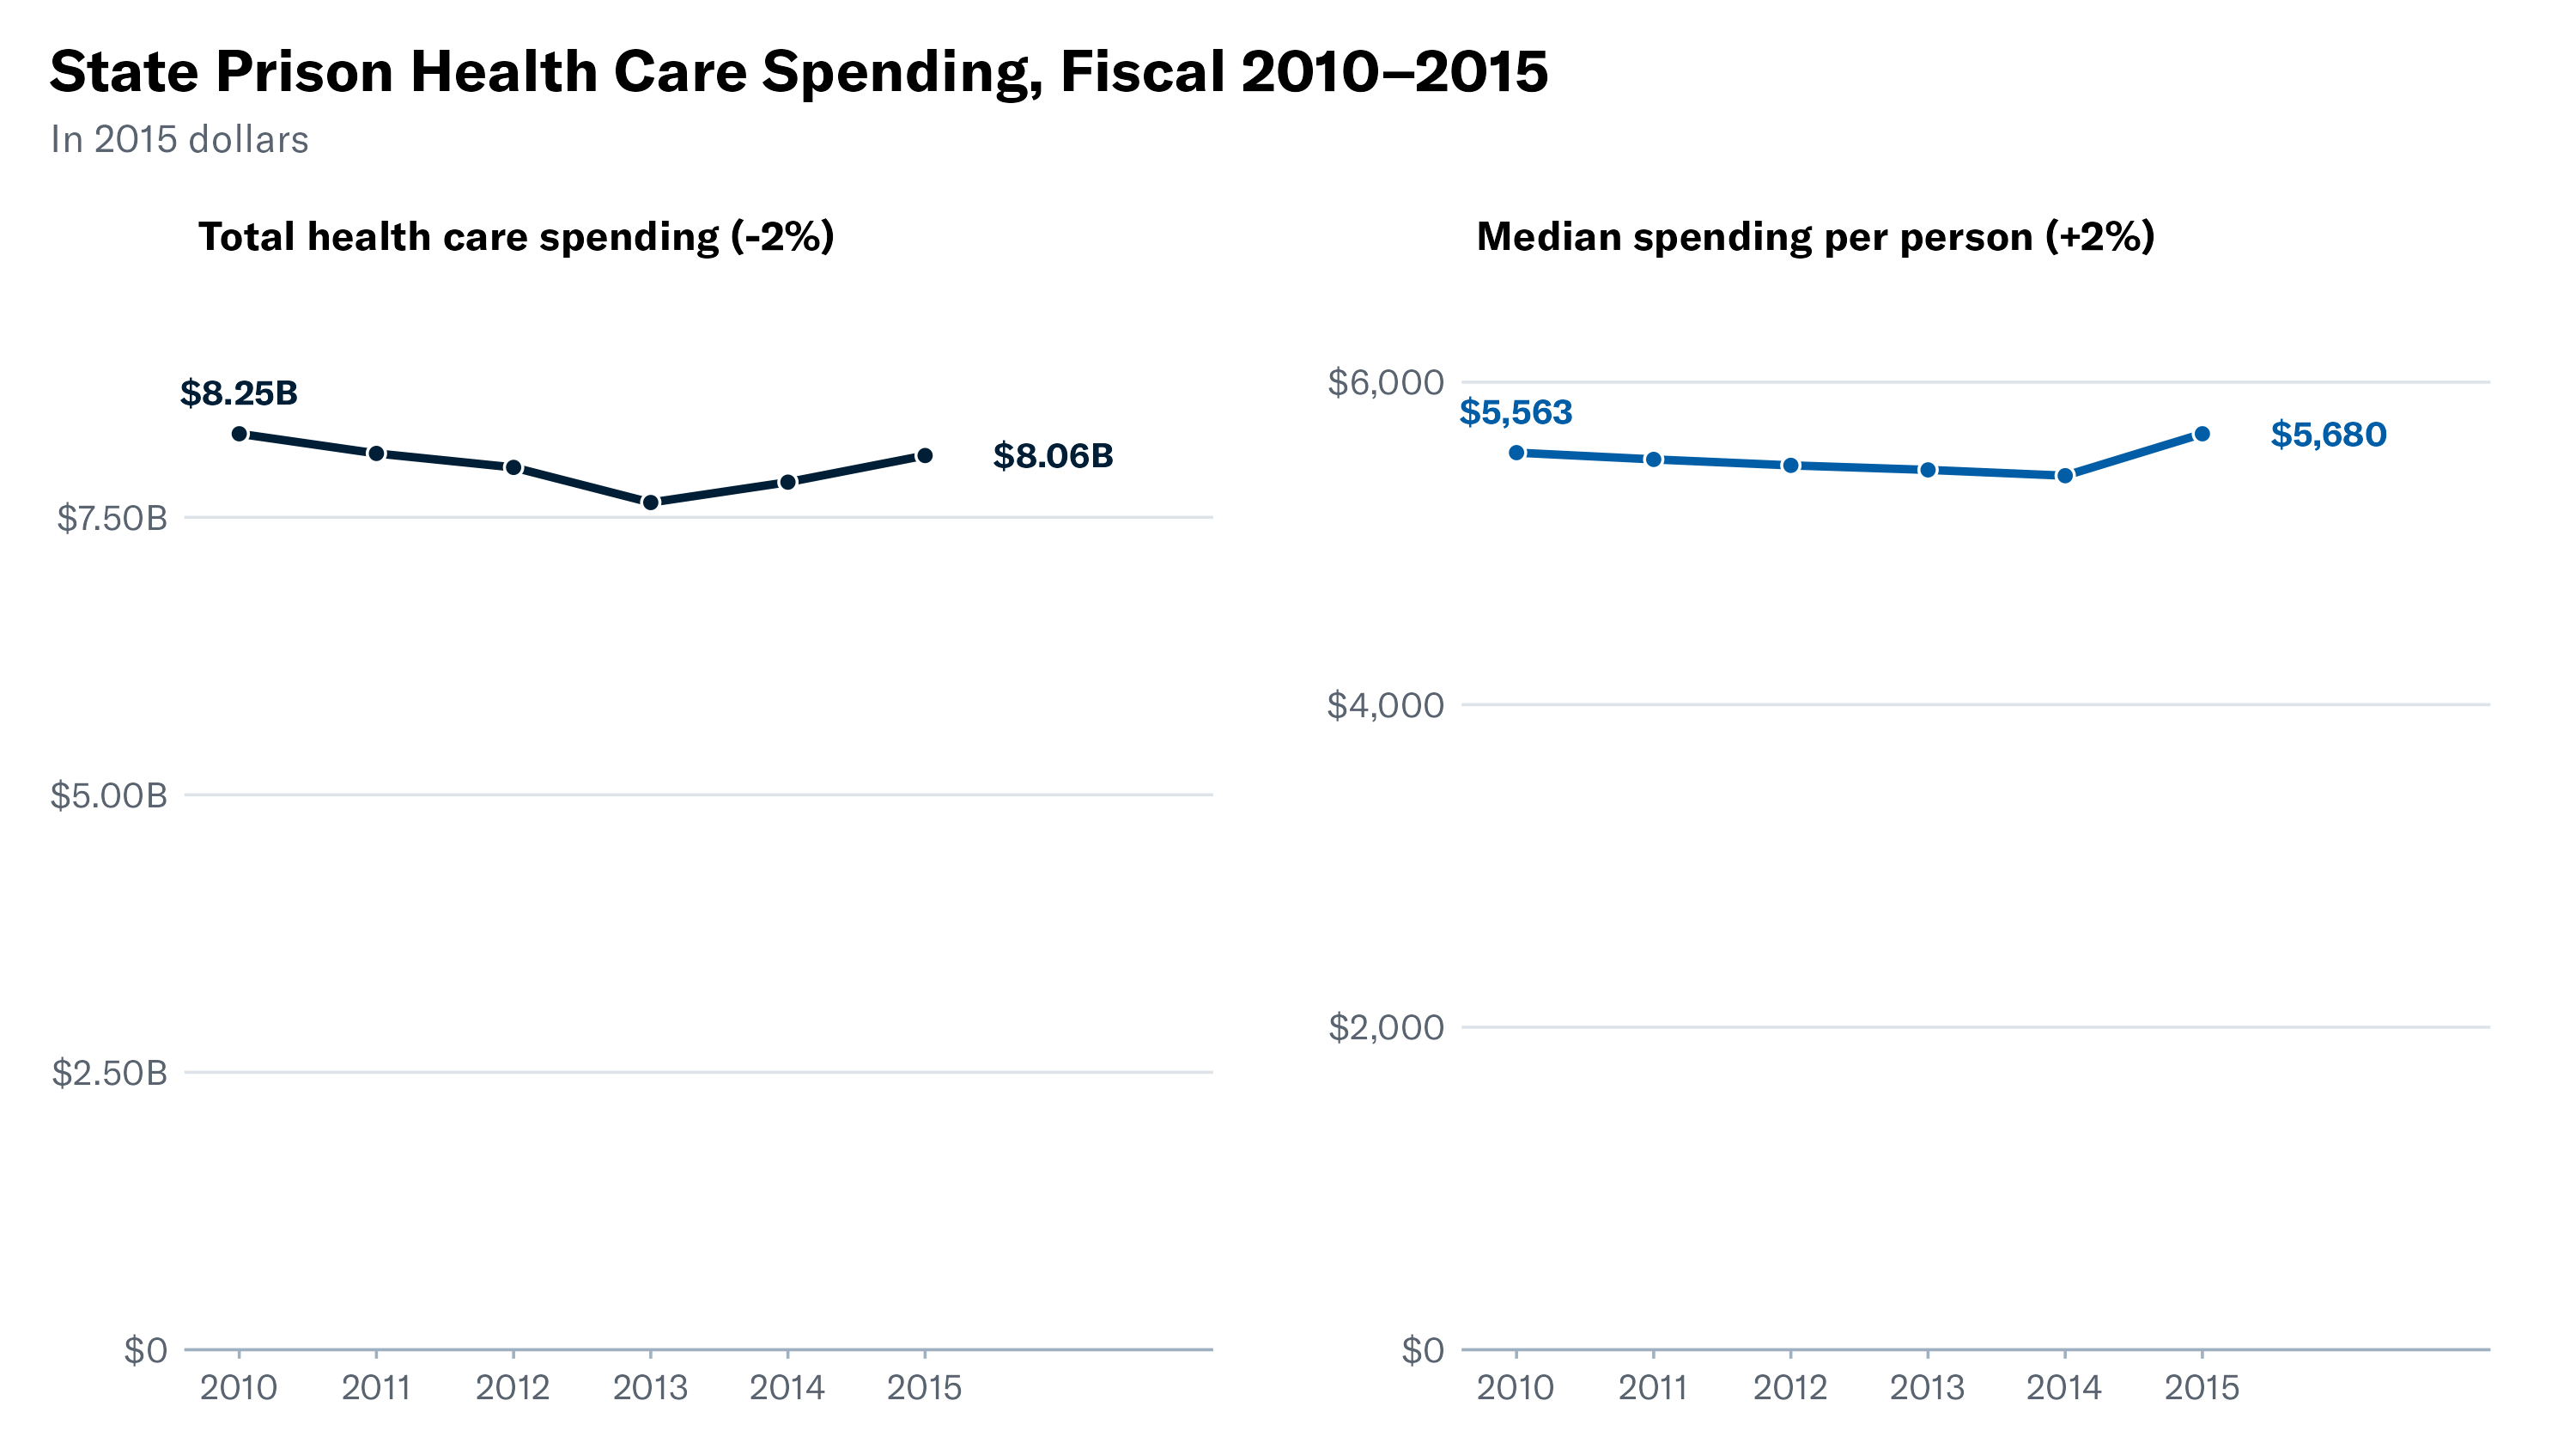 State Prison Health Care Spending, Fiscal 2010–2015
In 2015 dollars
Total health care spending (-2%)
$8.25B
$8.06B
$7.50B
$5.00B
$2.50B
$0
2010 2011 2012 2013 2014 2015
Median spending per person (+2%)
$6,000
$5,563
$5,680
$4,000
$2,000
$0
2010 2011 2012 2013 2014 2015